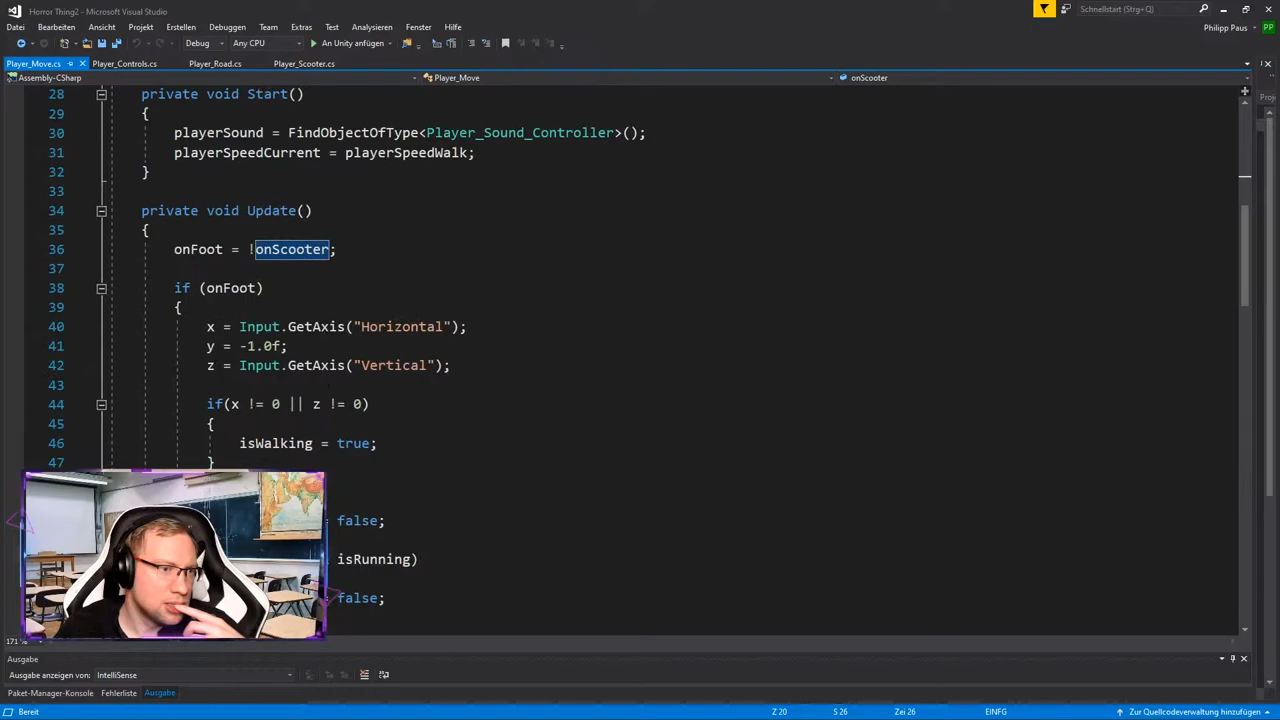 Horror Thing2 - Microsoft Visual Studio
Schnellstart (Strg+Q)
Datei Bearbeiten Ansicht Projekt Erstellen Debuggen Team Extras Test Analysieren Fenster Hilfe
Philipp Paus PP
Debug Any CPU An Unity anfügen
Player_Move.cs Player_Controls.cs Player_Road.cs Player_Scooter.cs
Assembly-CSharp Player_Move onScooter
Proj
28 private void Start()
29 {
30 playerSound = FindObjectOfType<Player_Sound_Controller>();
31 playerSpeedCurrent = playerSpeedWalk;
32 }
33
34 private void Update()
35 {
36 onFoot = !onScooter;
37
38 if (onFoot)
39 {
40 x = Input.GetAxis("Horizontal");
41 y = -1.0f;
42 z = Input.GetAxis("Vertical");
43
44 if(x != 0 || z != 0)
45 {
46 isWalking = true;
47 }
false;
isRunning)
false;
171 %
Ausgabe
Ausgabe anzeigen von: IntelliSense
Paket-Manager-Konsole Fehlerliste Ausgabe
Bereit Z 20 S 26 Zei 26 EINFG Zur Quellcodeverwaltung hinzufügen